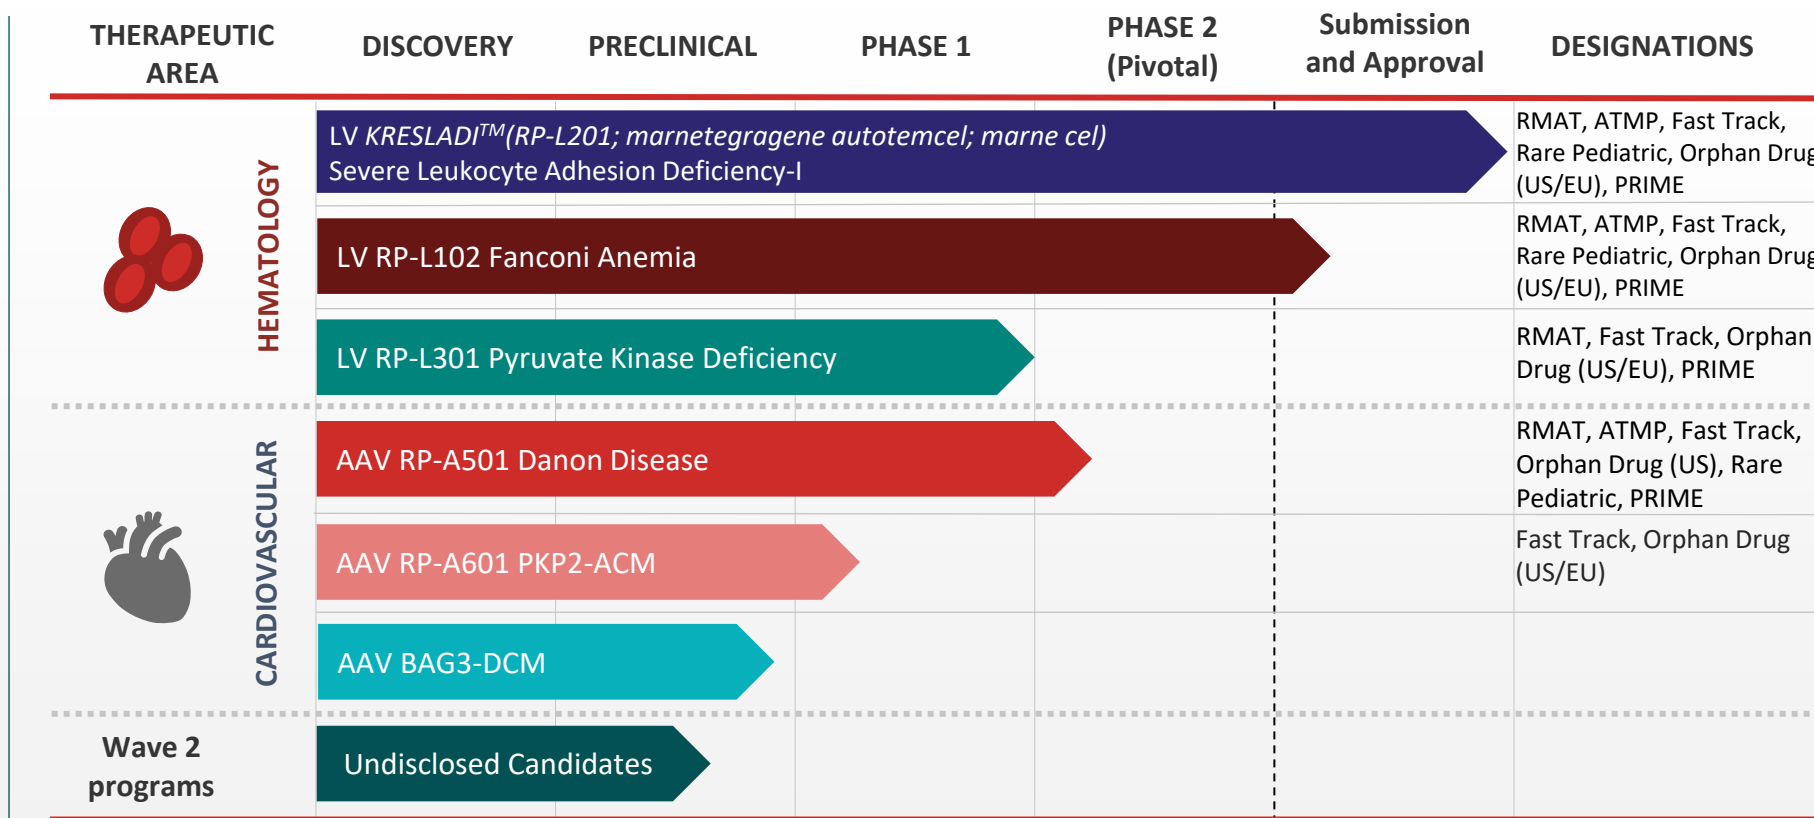 THERAPEUTIC
AREA
DISCOVERY
PRECLINICAL
PHASE 1
PHASE 2
(Pivotal)
Submission
and Approval
DESIGNATIONS
HEMATOLOGY
LV KRESLADI™(RP-L201; marnetegragene autotemcel; marne cel)
Severe Leukocyte Adhesion Deficiency-I
RMAT, ATMP, Fast Track,
Rare Pediatric, Orphan Drug
(US/EU), PRIME
LV RP-L102 Fanconi Anemia
RMAT, ATMP, Fast Track,
Rare Pediatric, Orphan Drug
(US/EU), PRIME
LV RP-L301 Pyruvate Kinase Deficiency
RMAT, Fast Track, Orphan
Drug (US/EU), PRIME
CARDIOVASCULAR
AAV RP-A501 Danon Disease
RMAT, ATMP, Fast Track,
Orphan Drug (US), Rare
Pediatric, PRIME
AAV RP-A601 PKP2-ACM
Fast Track, Orphan Drug
(US/EU)
AAV BAG3-DCM
Wave 2
programs
Undisclosed Candidates